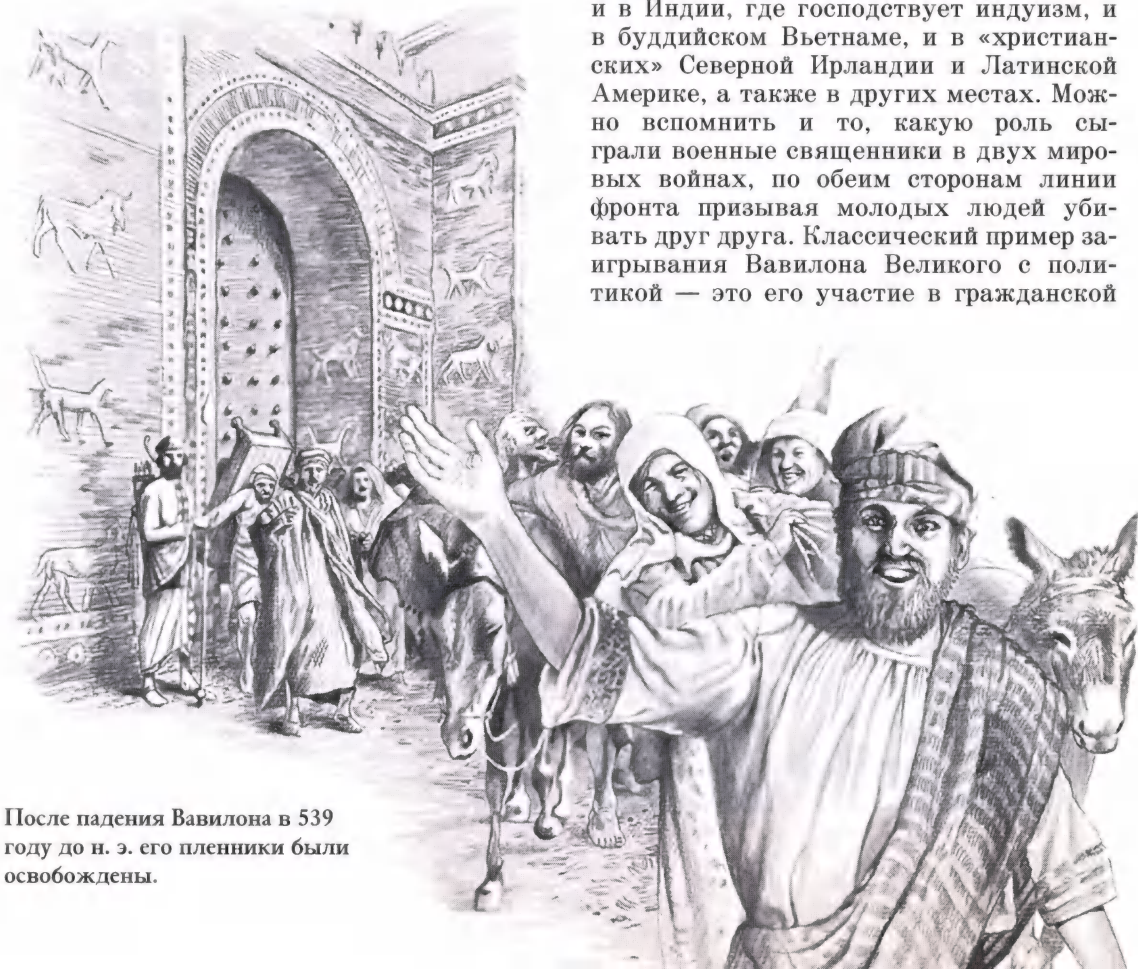 и в Индии, где господствует индуизм, и
в буддийском Вьетнаме, и в «христиан-
ских» Северной Ирландии и Латинской
Америке, а также в других местах. Мож-
но вспомнить и то, какую роль сы-
грали военные священники в двух миро-
вых войнах, по обеим сторонам линии
фронта призывая молодых людей уби-
вать друг друга. Классический пример за-
игрывания Вавилона Великого с поли-
тикой — это его участие в гражданской
После падения Вавилона в 539
году до н. э. его пленники были
освобождены.